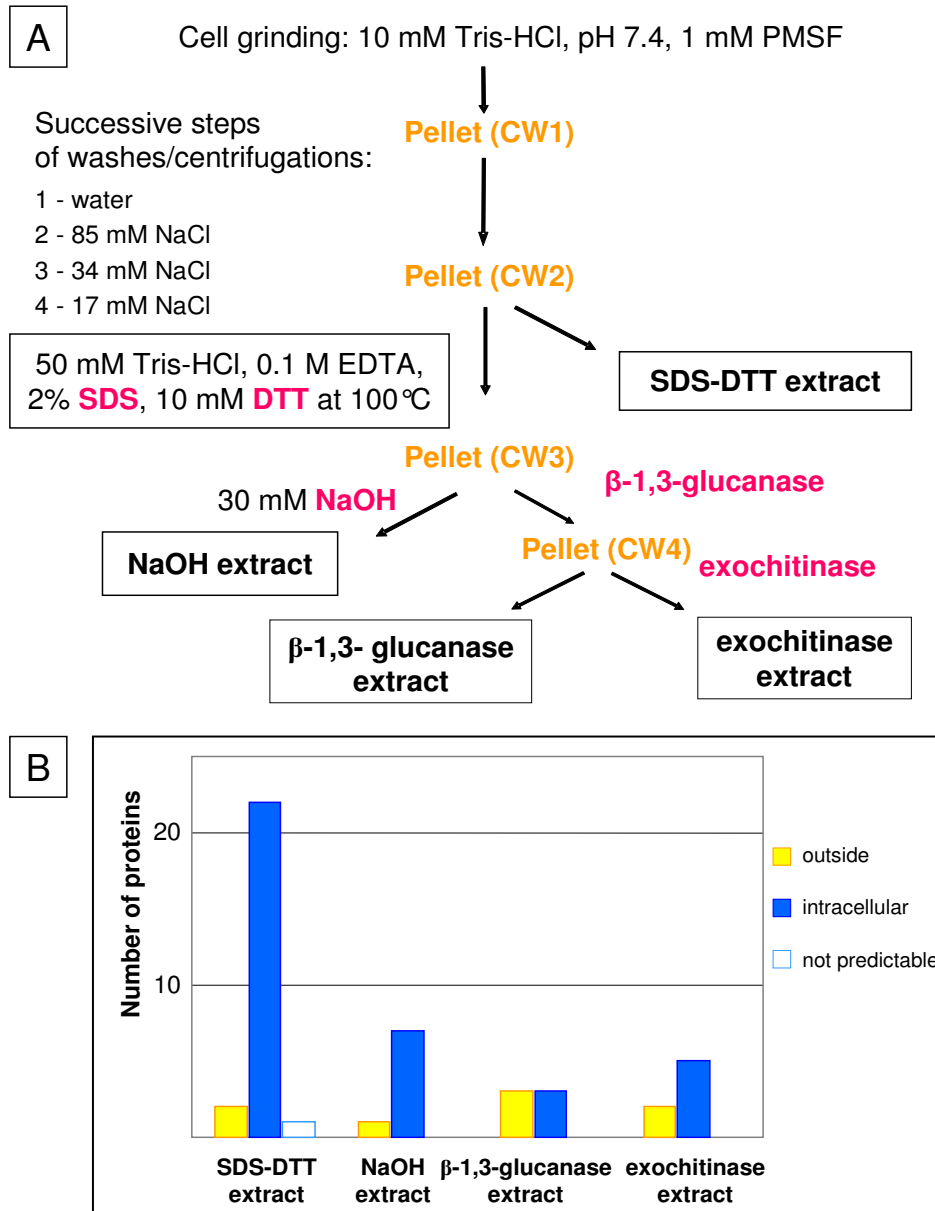 A
Cell grinding: 10 mM Tris-HCl, pH 7.4, 1 mM PMSF
Pellet (CW1)
Successive steps
of washes/centrifugations:
1 - water
2 - 85 mM NaCl
3 - 34 mM NaCl
4 - 17 mM NaCl
Pellet (CW2)
50 mM Tris-HCl, 0.1 M EDTA,
2% SDS, 10 mM DTT at 100°C
SDS-DTT extract
Pellet (CW3)
β-1,3-glucanase
30 mM NaOH
NaOH extract
Pellet (CW4)
exochitinase
β-1,3- glucanase
extract
exochitinase
extract
B
Number of proteins
20
10
outside
intracellular
not predictable
SDS-DTT
extract
NaOH
extract
β-1,3-glucanase
extract
exochitinase
extract